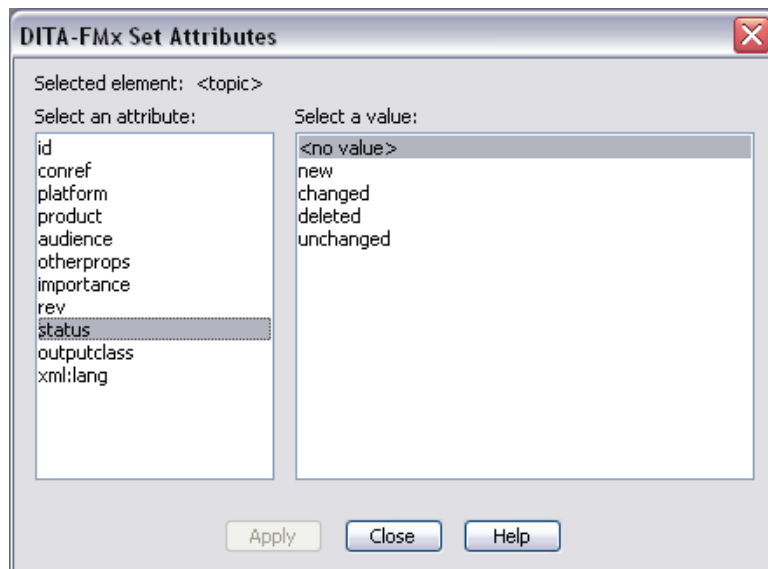 DITA-FMx Set Attributes
Selected element: <topic>
Select an attribute:
id
conref
platform
product
audience
otherprops
importance
rev
status
outputclass
xml:lang
Select a value:
<no value>
new
changed
deleted
unchanged
Apply
Close
Help